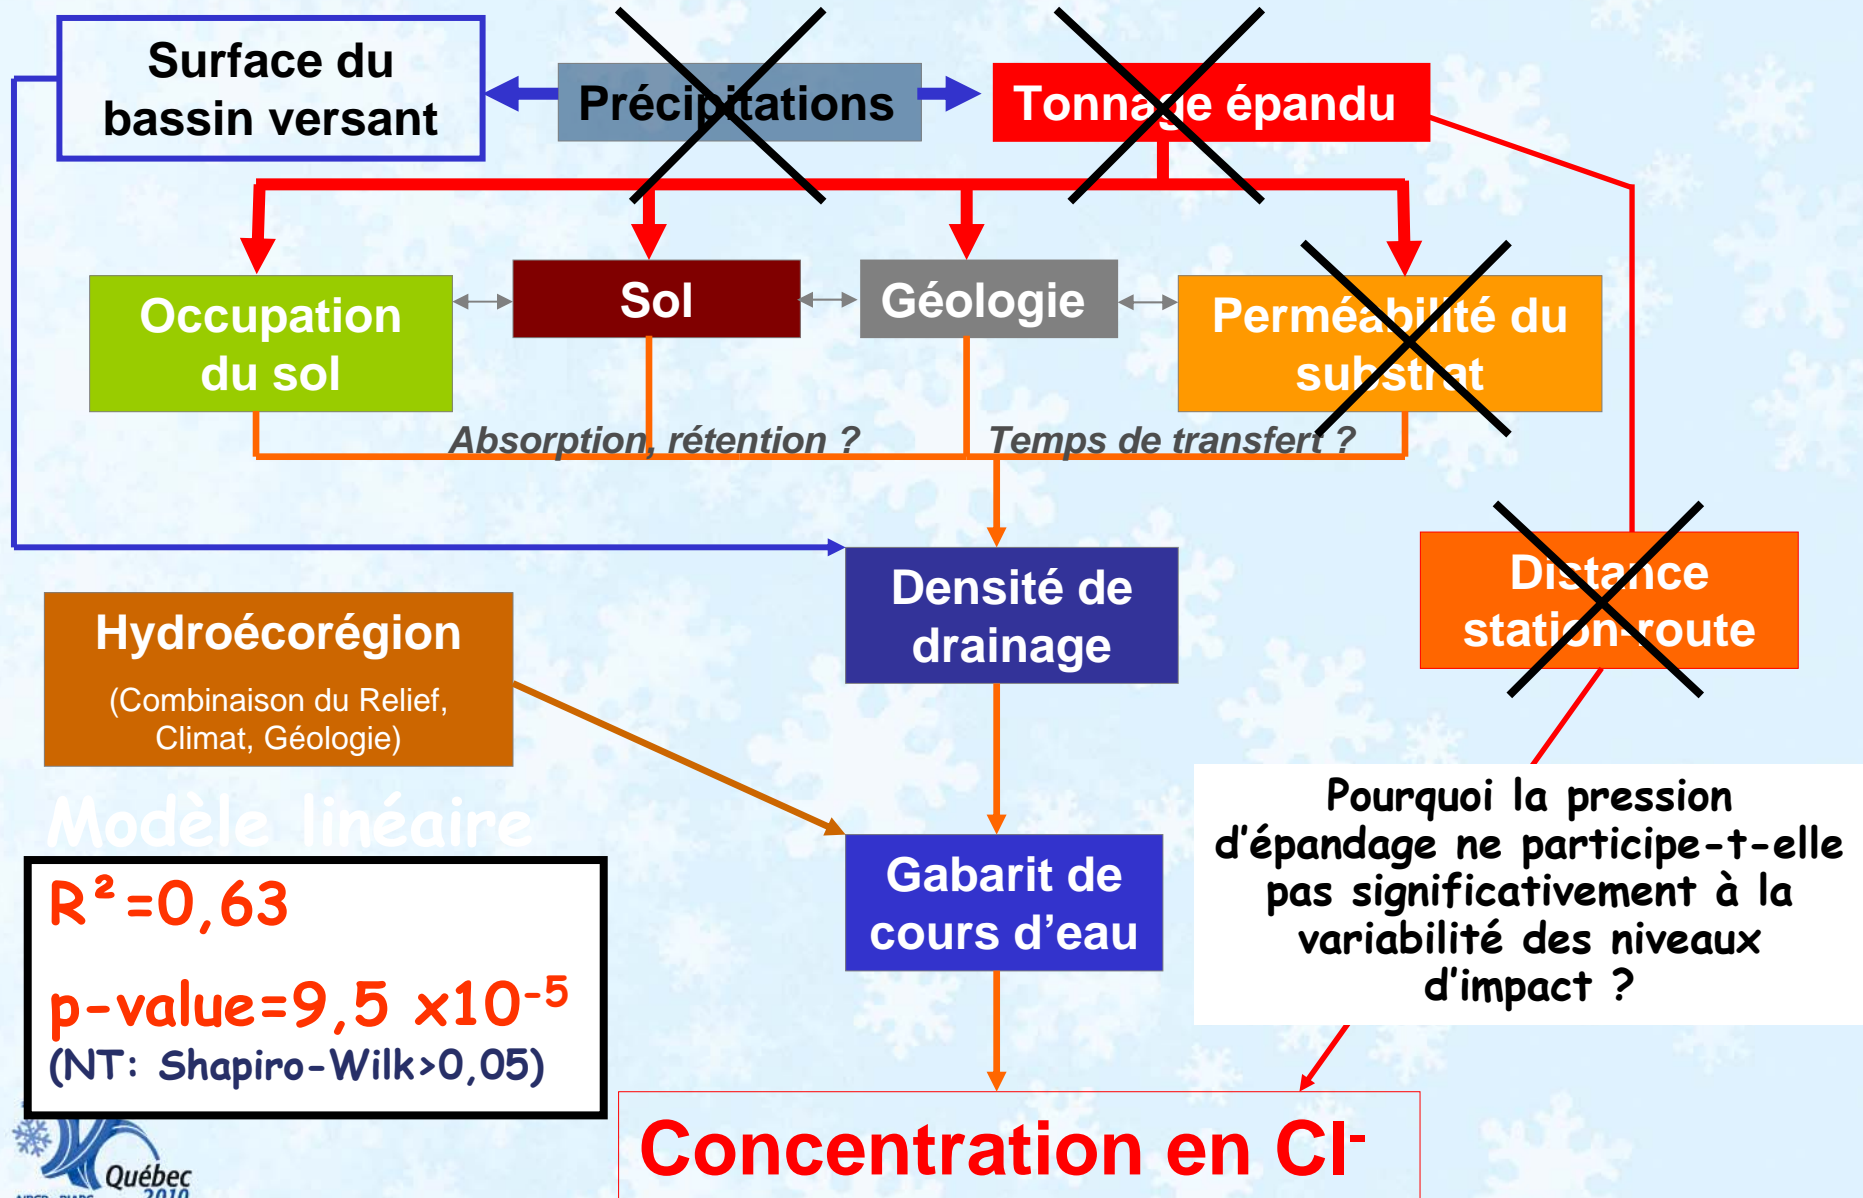 Surface du
bassin versant
Précipitations
Tonnage épandu
Occupation
du sol
Sol
Géologie
Perméabilité du
substrat
Absorption, rétention ?
Temps de transfert ?
Densité de
drainage
Distance
station-route
Hydroécorégion
(Combinaison du Relief,
Climat, Géologie)
Modèle linéaire
R²=0,63
p-value=9,5 x10⁻⁵
(NT: Shapiro-Wilk>0,05)
Gabarit de
cours d'eau
Pourquoi la pression
d'épandage ne participe-t-elle
pas significativement à la
variabilité des niveaux
d'impact ?
Concentration en Cl⁻
Québec
2010